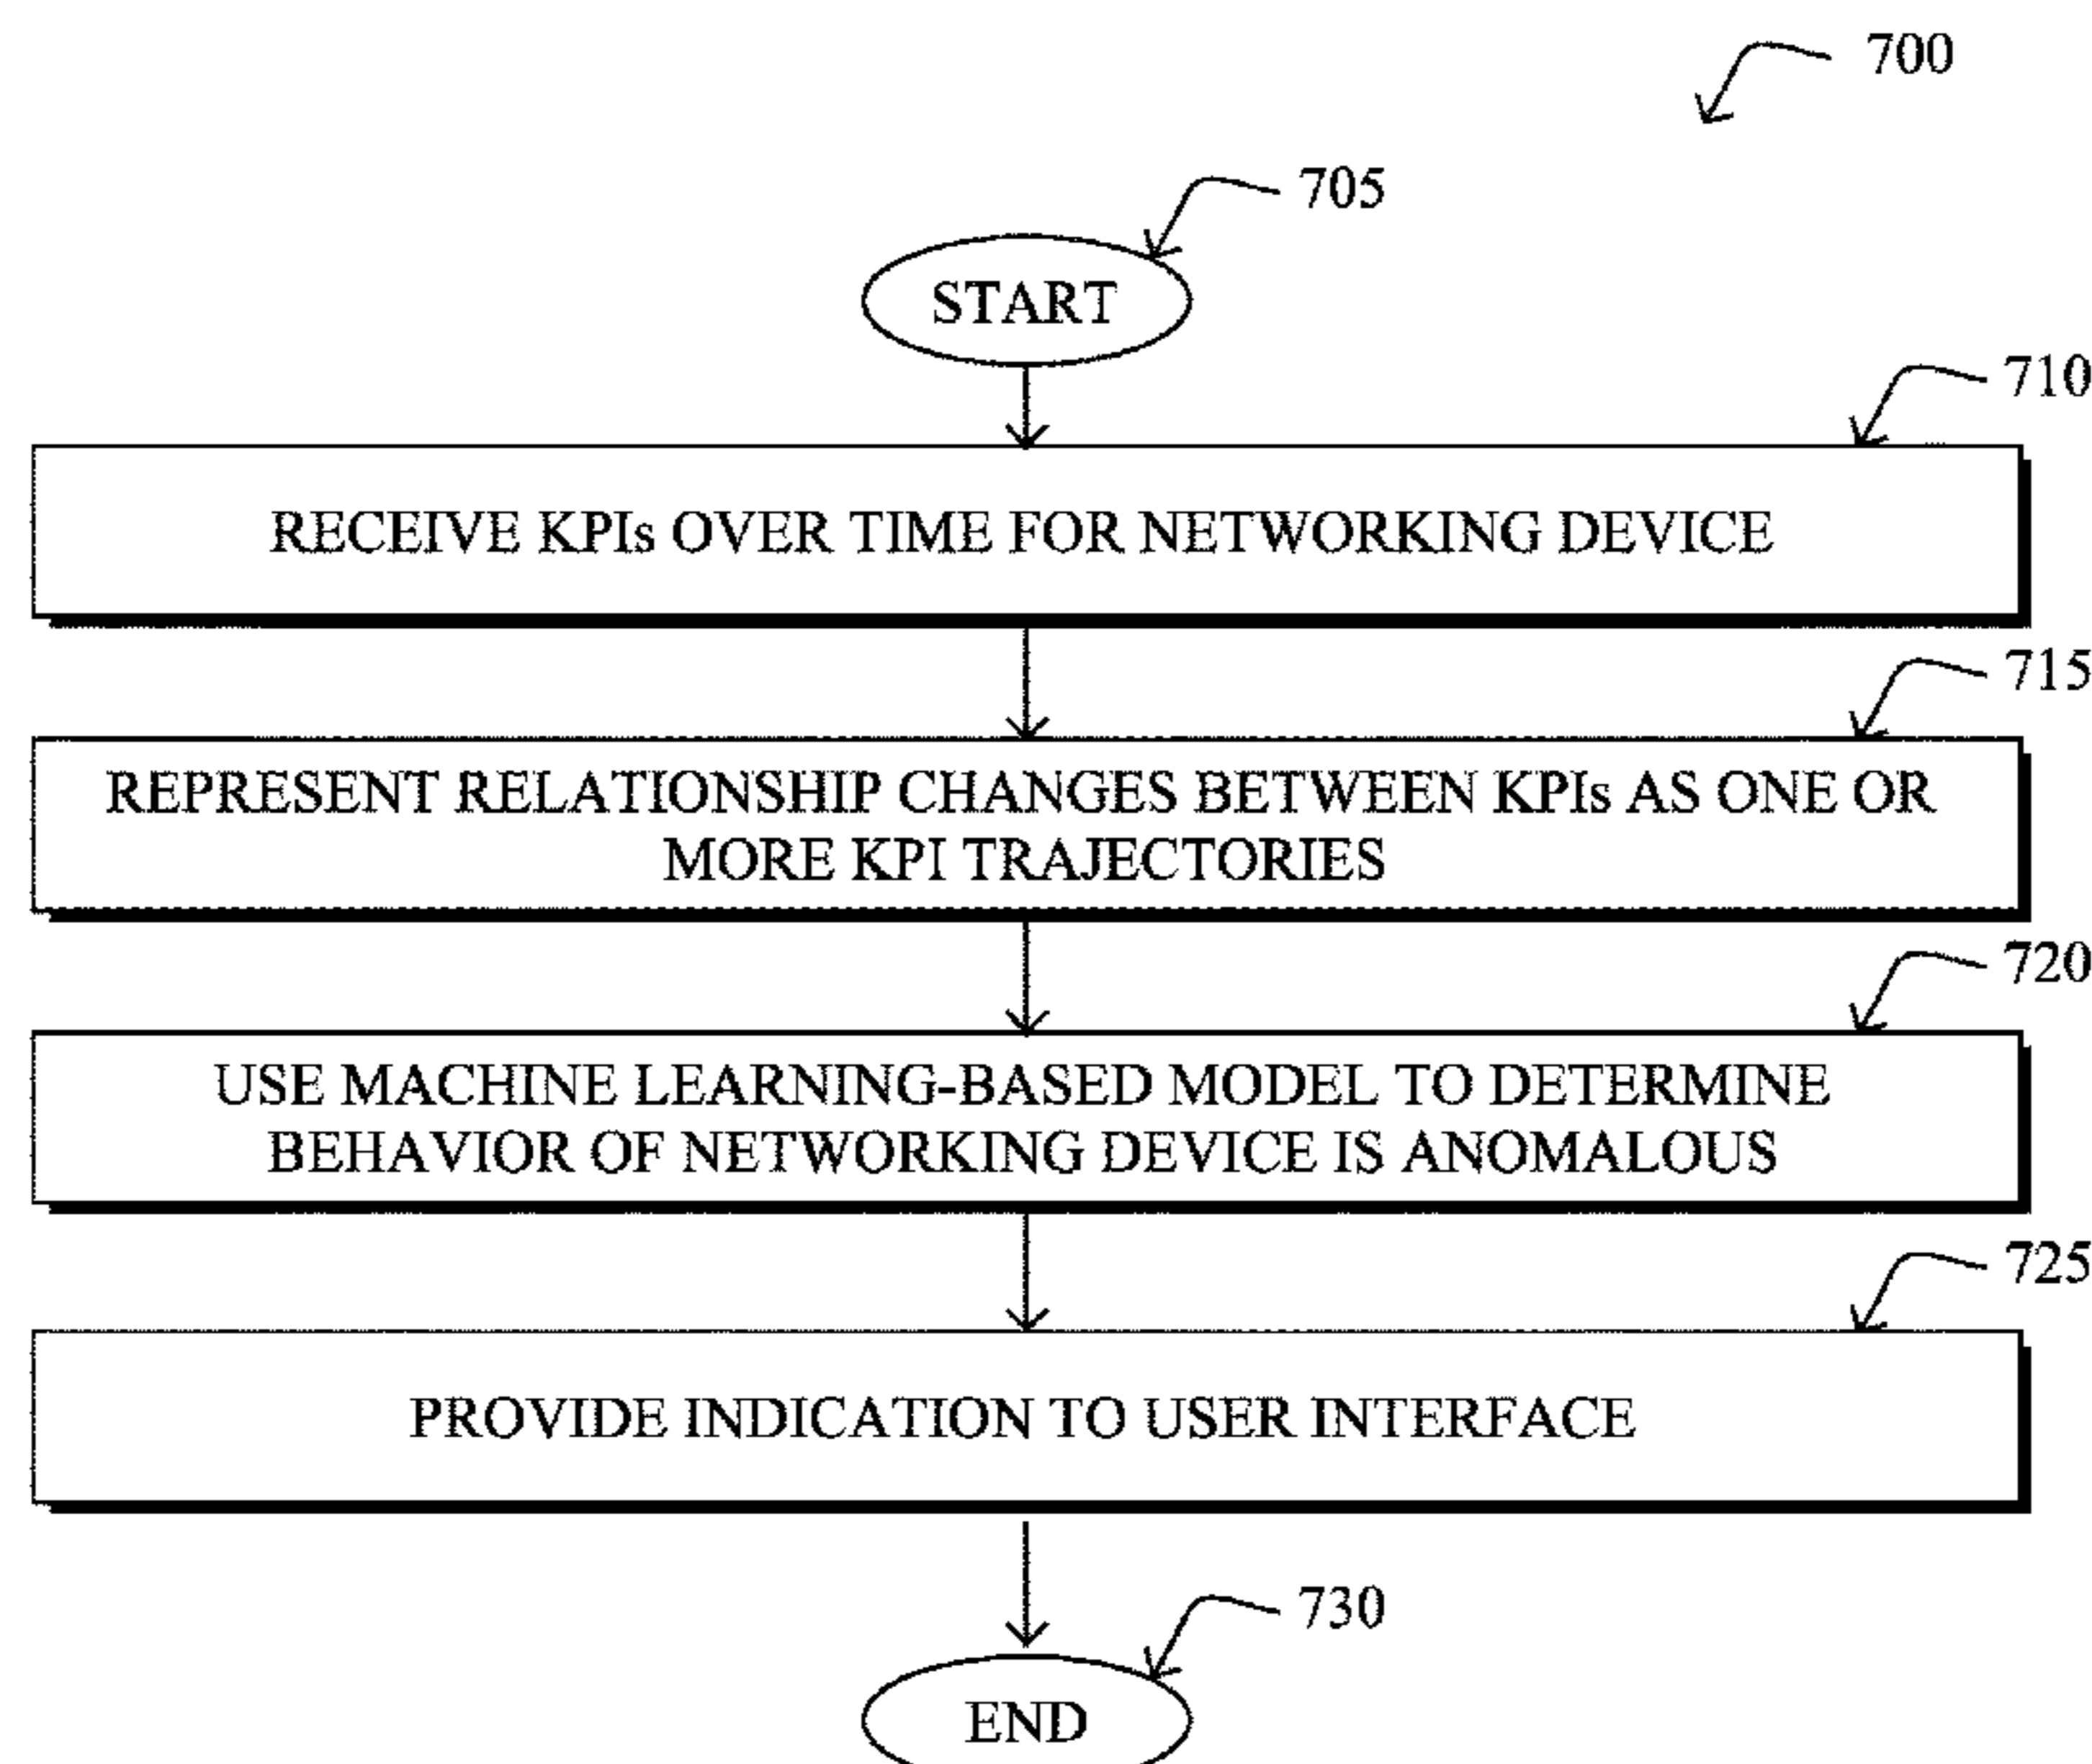 700
705
START
710
RECEIVE KPIs OVER TIME FOR NETWORKING DEVICE
715
REPRESENT RELATIONSHIP CHANGES BETWEEN KPIs AS ONE OR
MORE KPI TRAJECTORIES
720
USE MACHINE LEARNING-BASED MODEL TO DETERMINE
BEHAVIOR OF NETWORKING DEVICE IS ANOMALOUS
725
PROVIDE INDICATION TO USER INTERFACE
730
END